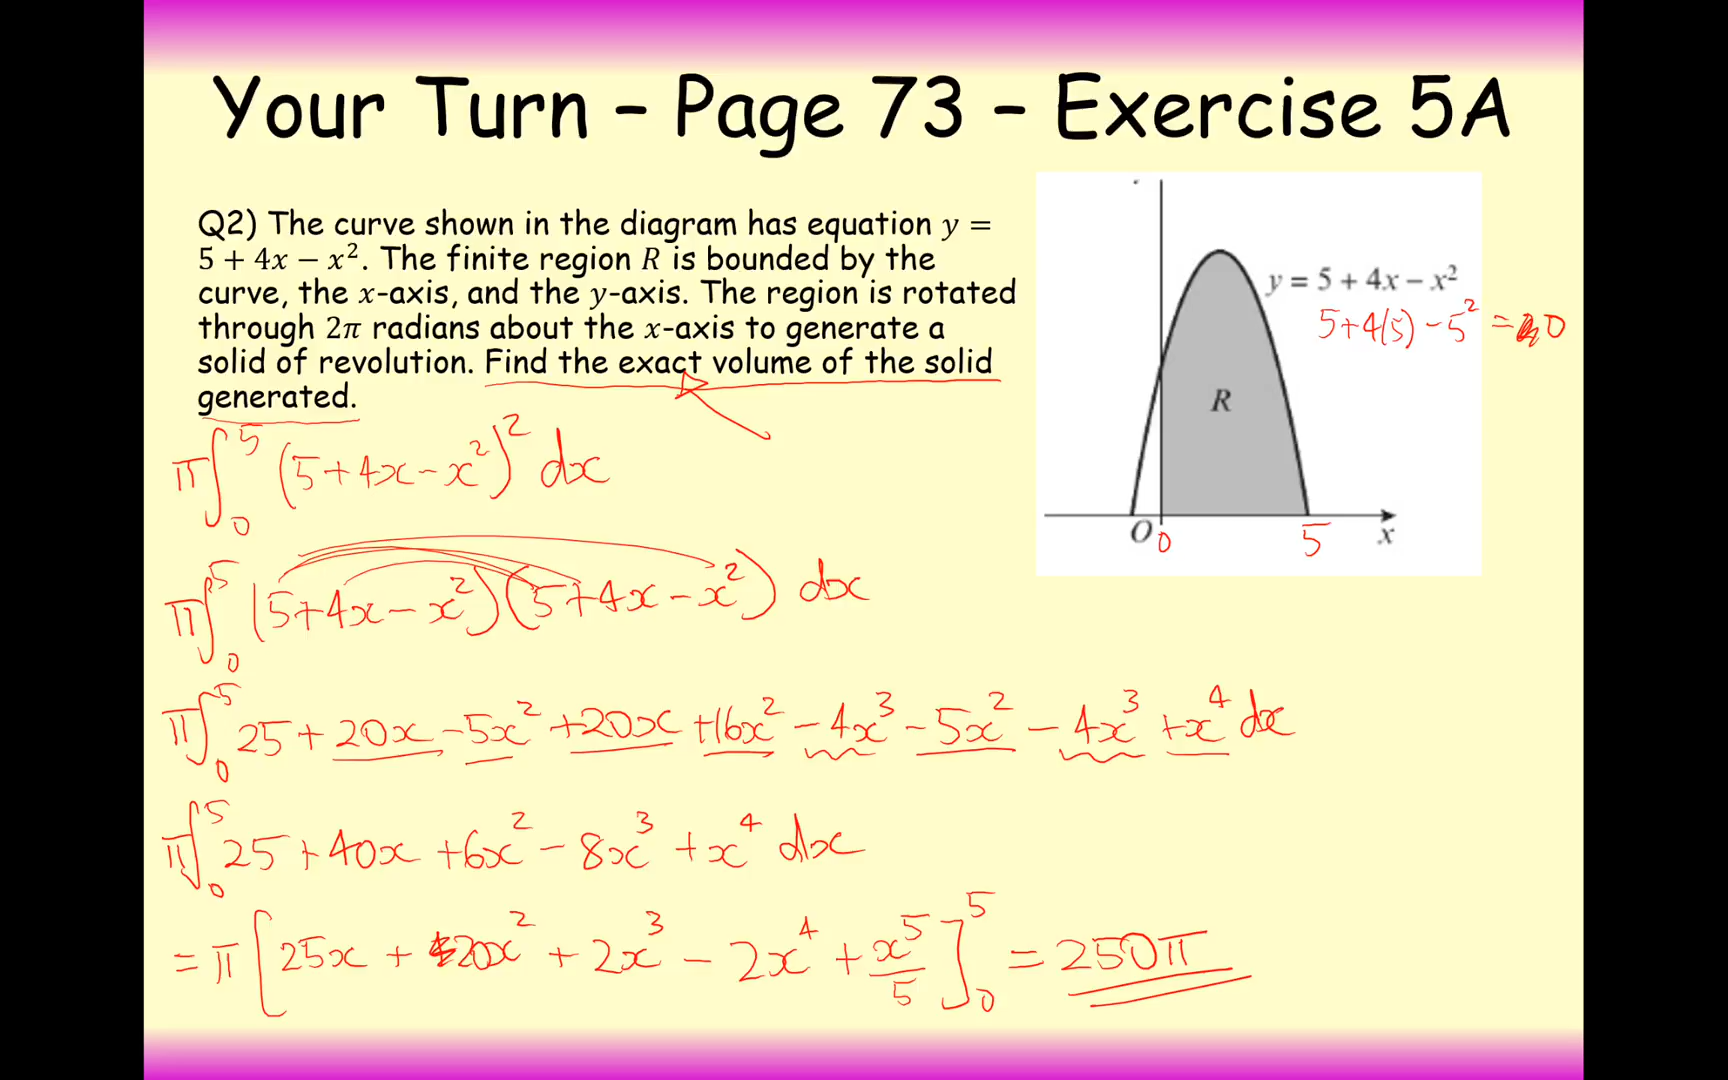 Your Turn – Page 73 – Exercise 5A
Q2) The curve shown in the diagram has equation y =
5 + 4x − x². The finite region R is bounded by the
curve, the x-axis, and the y-axis. The region is rotated
through 2π radians about the x-axis to generate a
solid of revolution. Find the exact volume of the solid
generated.
y = 5 + 4x − x²
5+4(5) −5² = 0
R
O
0
5
x
π∫₀⁵ (5+4x−x²)² dx
π∫₀⁵ (5+4x−x²)(5+4x−x²) dx
π∫₀⁵ 25+20x−5x²+20x+16x²−4x³−5x²−4x³+x⁴ dx
π∫₀⁵ 25+40x+6x²−8x³+x⁴ dx
= π[25x + 20x² + 2x³ − 2x⁴ + x⁵/5]₀⁵ = 250π